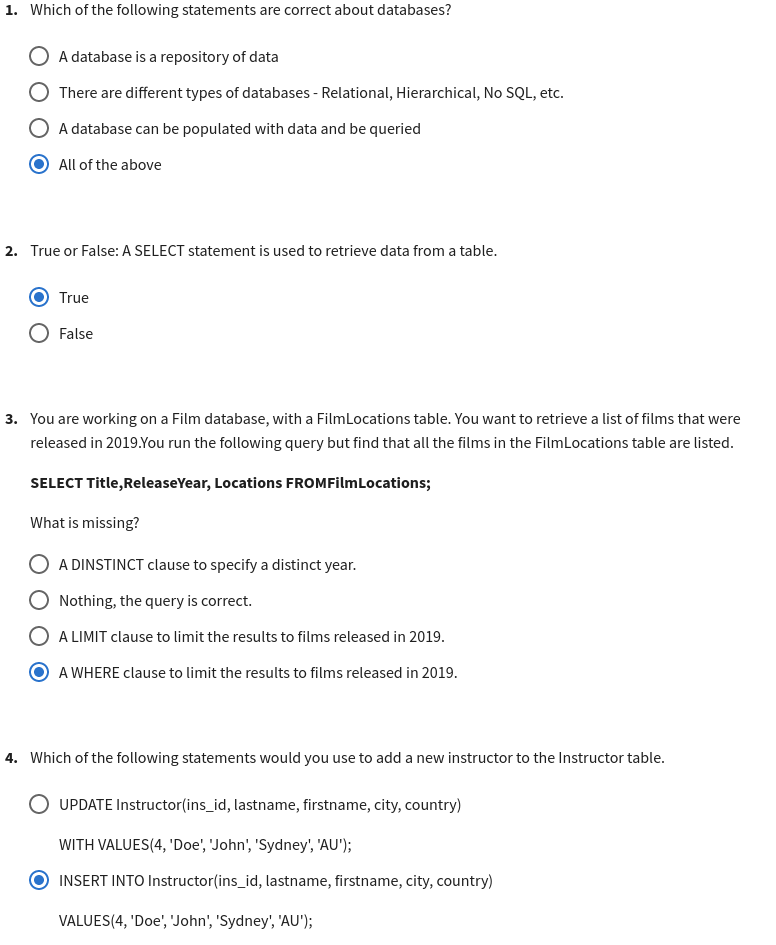 1. Which of the following statements are correct about databases?
A database is a repository of data
There are different types of databases - Relational, Hierarchical, No SQL, etc.
A database can be populated with data and be queried
All of the above
2. True or False: A SELECT statement is used to retrieve data from a table.
True
False
3. You are working on a Film database, with a FilmLocations table. You want to retrieve a list of films that were
released in 2019.You run the following query but find that all the films in the FilmLocations table are listed.
SELECT Title,ReleaseYear, Locations FROMFilmLocations;
What is missing?
A DINSTINCT clause to specify a distinct year.
Nothing, the query is correct.
A LIMIT clause to limit the results to films released in 2019.
A WHERE clause to limit the results to films released in 2019.
4. Which of the following statements would you use to add a new instructor to the Instructor table.
UPDATE Instructor(ins_id, lastname, firstname, city, country)
WITH VALUES(4, 'Doe', 'John', 'Sydney', 'AU');
INSERT INTO Instructor(ins_id, lastname, firstname, city, country)
VALUES(4, 'Doe', 'John', 'Sydney', 'AU');